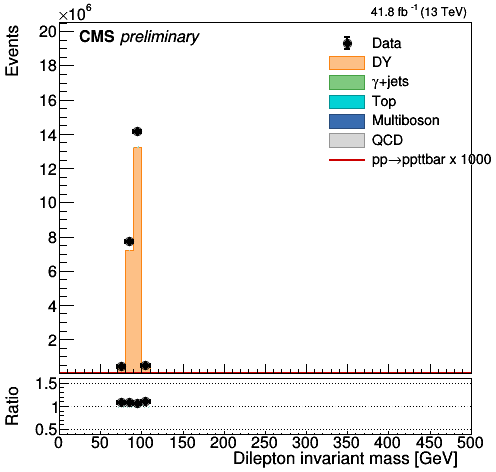 ×10⁶
41.8 fb⁻¹ (13 TeV)
CMS preliminary
Events
20
18
16
14
12
10
8
6
4
2
Data
DY
γ+jets
Top
Multiboson
QCD
pp→ppttbar x 1000
Ratio
1.5
1
0.5
0 50 100 150 200 250 300 350 400 450 500
Dilepton invariant mass [GeV]